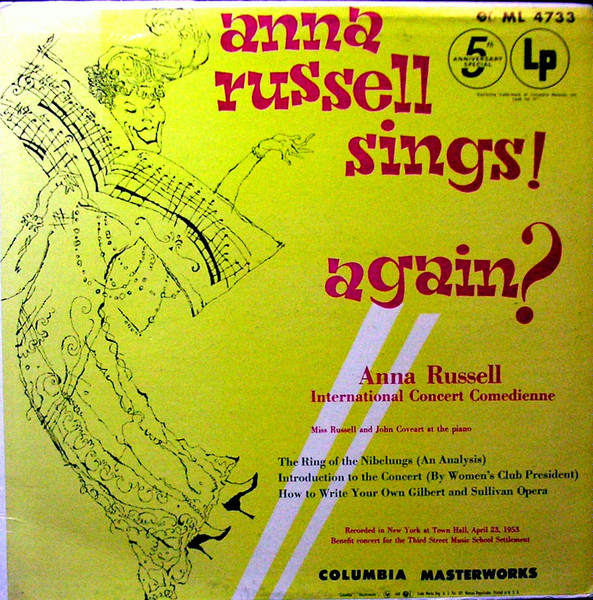 ML 4733
anna
russell
sings!
again?
5th
ANNIVERSARY
SPECIAL
Lp
Anna Russell
International Concert Comedienne
Miss Russell and John Coveart at the piano
The Ring of the Nibelungs (An Analysis)
Introduction to the Concert (By Women's Club President)
How to Write Your Own Gilbert and Sullivan Opera
Recorded in New York at Town Hall, April 23, 1953
Benefit concert for the Third Street Music School Settlement
COLUMBIA MASTERWORKS